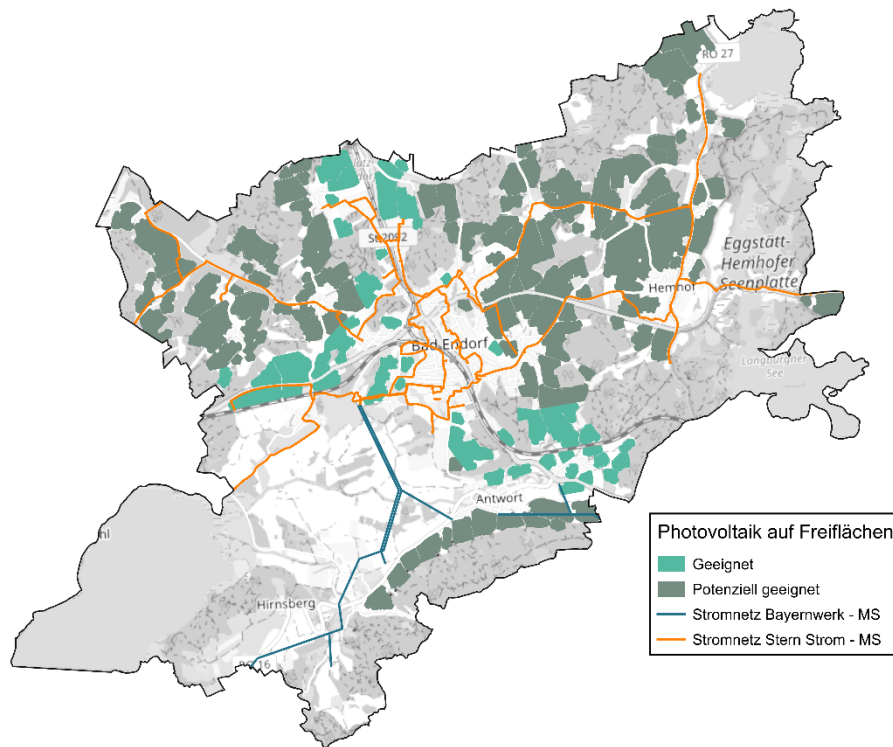 RO 27
St 2092
Eggstätt-
Hemhofer
Seenplatte
Hemhof
Bad Endorf
Langbürgner
See
Antwort
Hirnsberg
RO 16
Photovoltaik auf Freiflächen
Geeignet
Potenziell geeignet
Stromnetz Bayernwerk - MS
Stromnetz Stern Strom - MS